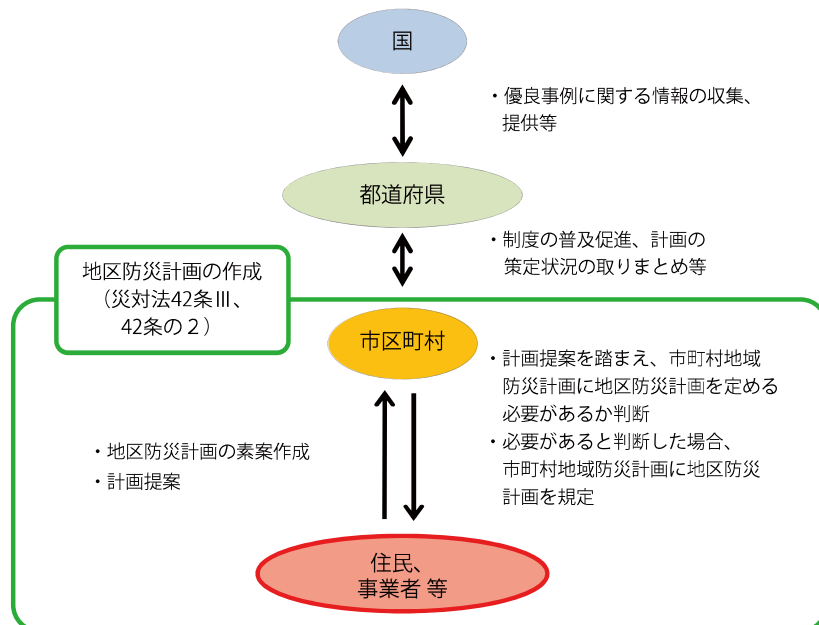 国
・優良事例に関する情報の収集、
提供等
都道府県
・制度の普及促進、計画の
策定状況の取りまとめ等
地区防災計画の作成
（災対法42条Ⅲ、
42条の２）
市区町村
・計画提案を踏まえ、市町村地域
防災計画に地区防災計画を定める
必要があるか判断
・必要があると判断した場合、
市町村地域防災計画に地区防災
計画を規定
・地区防災計画の素案作成
・計画提案
住民、
事業者 等